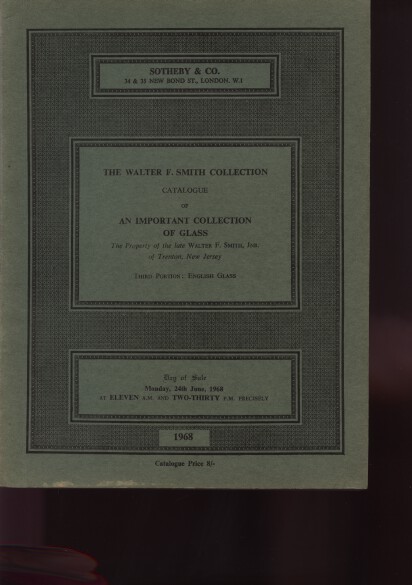 SOTHEBY & CO.
34 & 35 NEW BOND ST., LONDON, W.1
THE WALTER F. SMITH COLLECTION
CATALOGUE
OF
AN IMPORTANT COLLECTION
OF GLASS
The Property of the late WALTER F. SMITH, JNR.
of Trenton, New Jersey
THIRD PORTION: ENGLISH GLASS
Day of Sale
Monday, 24th June, 1968
AT ELEVEN A.M. AND TWO-THIRTY P.M. PRECISELY
1968
Catalogue Price 8/-